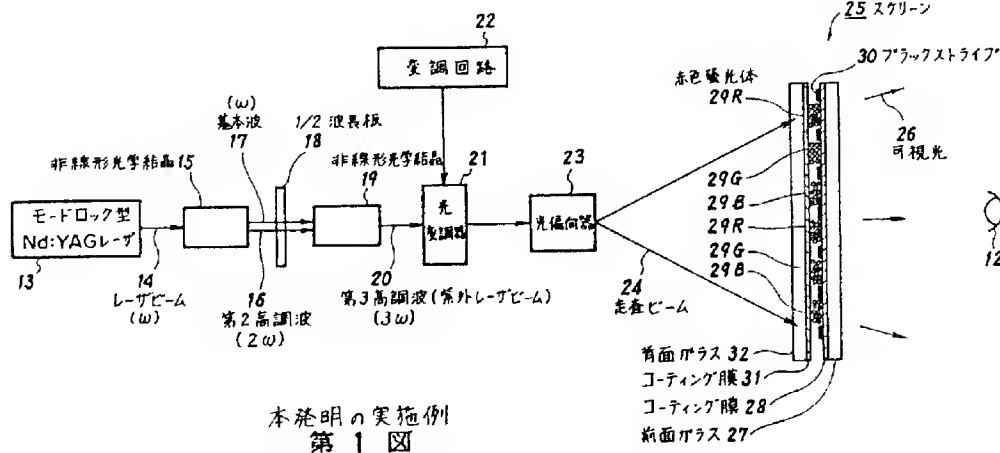 25 スクリーン
30 ブラックストライプ
22
変調回路
赤色螢光体
29R
26
可視光
(ω)
基本波
17
1/2 波長板
18
非線形光学結晶 15
非線形光学結晶
19
21
23
29G
29B
29R
29G
29B
モードロック型
Nd:YAGレーザ
光変調器
光偏向器
12
13
14
レーザビーム
(ω)
16
第2高調波
(2ω)
20
第3高調波(紫外レーザビーム)
(3ω)
24
走査ビーム
背面ガラス 32
コーティング膜 31
コーティング膜 28
前面ガラス 27
本発明の実施例
第 1 図